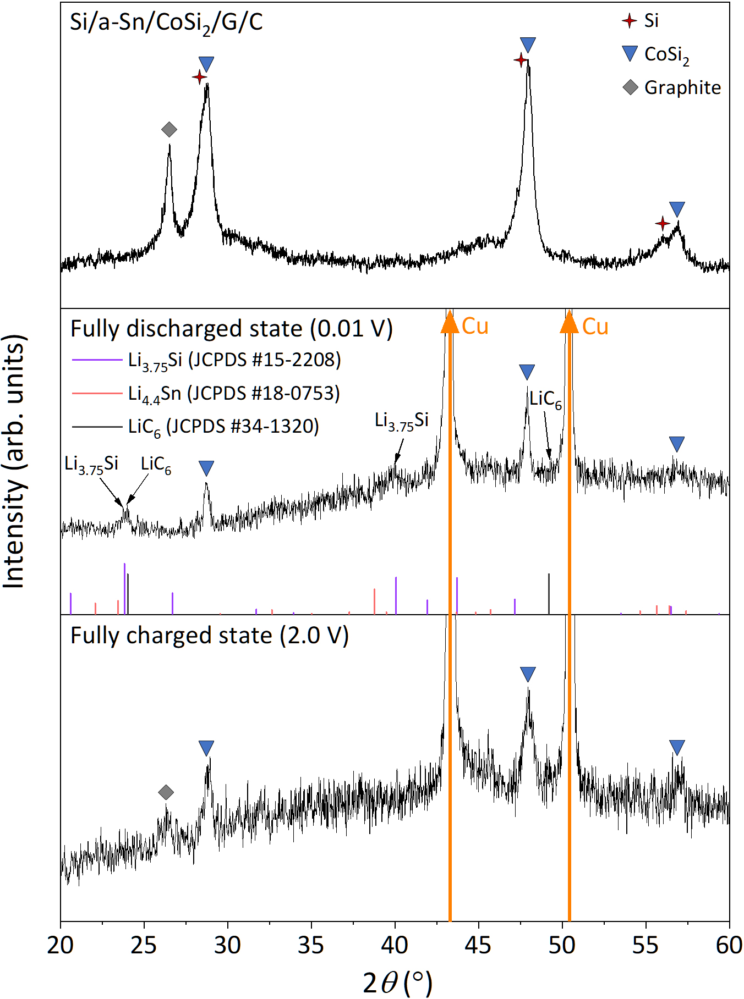 Si/a-Sn/CoSi₂/G/C
Si
CoSi₂
Graphite
Fully discharged state (0.01 V)
Li₃.₇₅Si (JCPDS #15-2208)
Li₄.₄Sn (JCPDS #18-0753)
LiC₆ (JCPDS #34-1320)
Cu
Cu
LiC₆
Li₃.₇₅Si
Li₃.₇₅Si
LiC₆
Fully charged state (2.0 V)
Intensity (arb. units)
20 25 30 35 40 45 50 55 60
2θ (°)